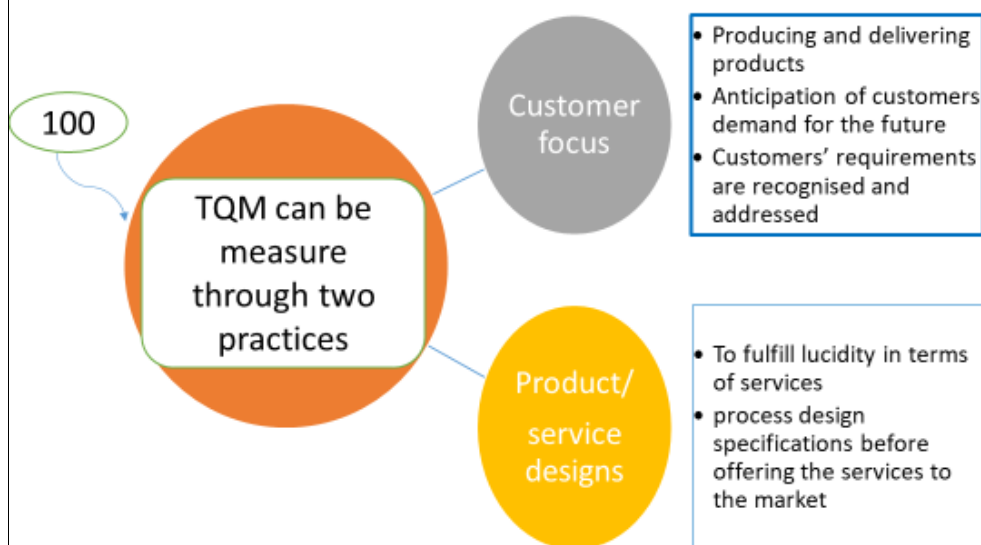 100
TQM can be
measure
through two
practices
Customer
focus
• Producing and delivering
products
• Anticipation of customers
demand for the future
• Customers’ requirements
are recognised and
addressed
Product/
service
designs
• To fulfill lucidity in terms
of services
• process design
specifications before
offering the services to
the market